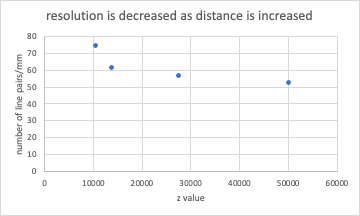 resolution is decreased as distance is increased
number of line pairs/mm
80
70
60
50
40
30
20
10
0
0 10000 20000 30000 40000 50000 60000
z value